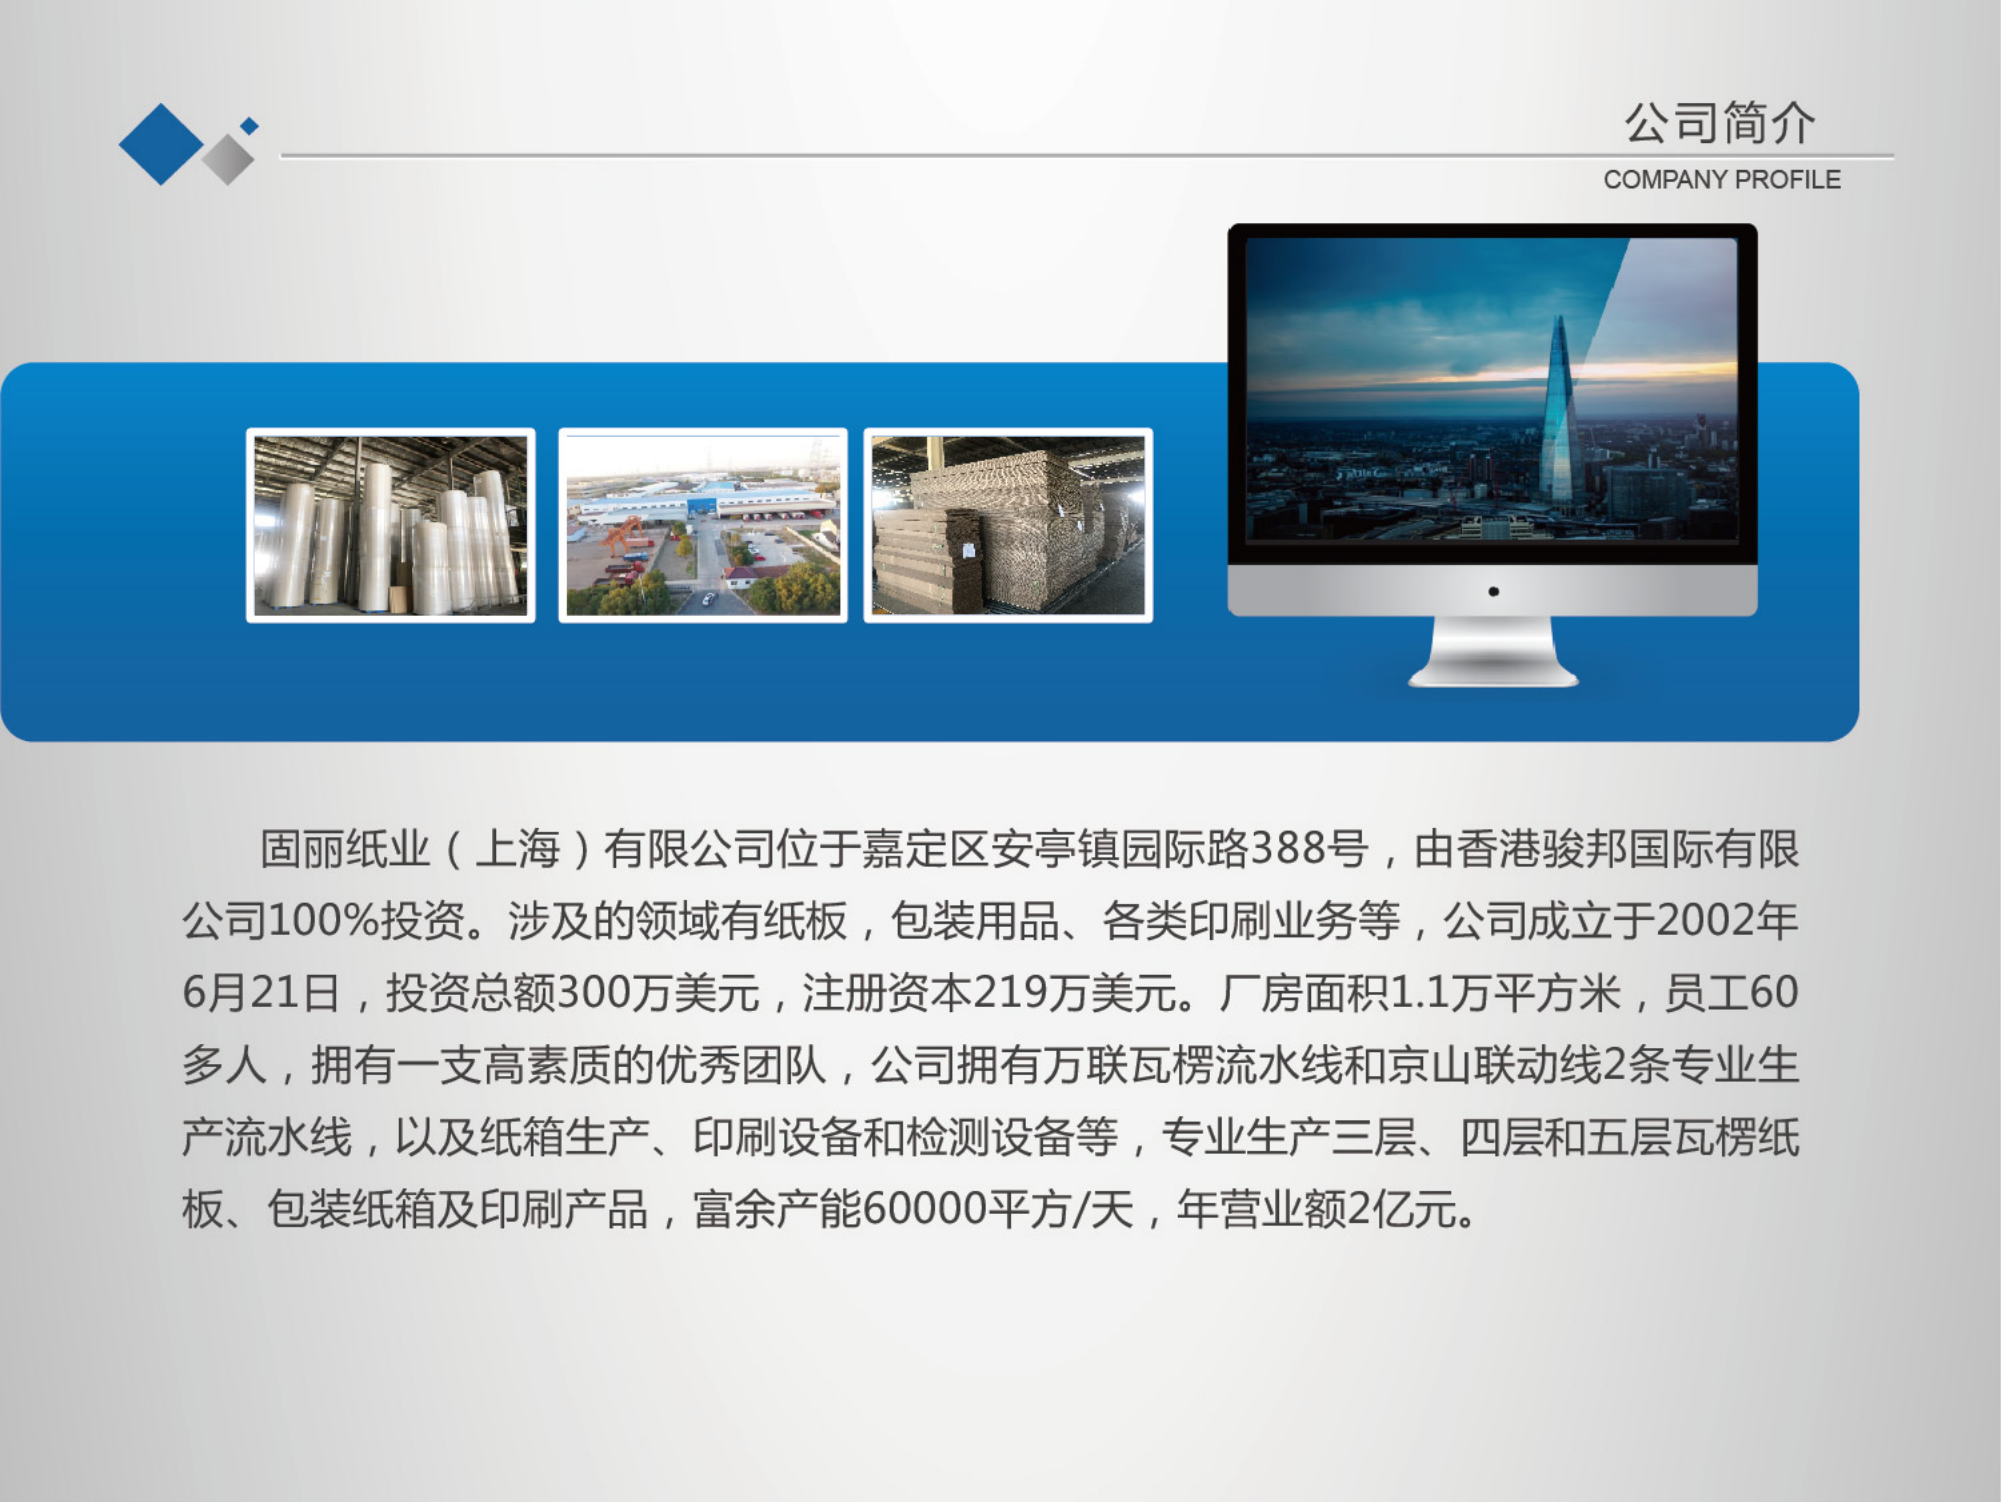 公司简介
COMPANY PROFILE
固丽纸业（上海）有限公司位于嘉定区安亭镇园际路388号，由香港骏邦国际有限
公司100%投资。涉及的领域有纸板，包装用品、各类印刷业务等，公司成立于2002年
6月21日，投资总额300万美元，注册资本219万美元。厂房面积1.1万平方米，员工60
多人，拥有一支高素质的优秀团队，公司拥有万联瓦楞流水线和京山联动线2条专业生
产流水线，以及纸箱生产、印刷设备和检测设备等，专业生产三层、四层和五层瓦楞纸
板、包装纸箱及印刷产品，富余产能60000平方/天，年营业额2亿元。